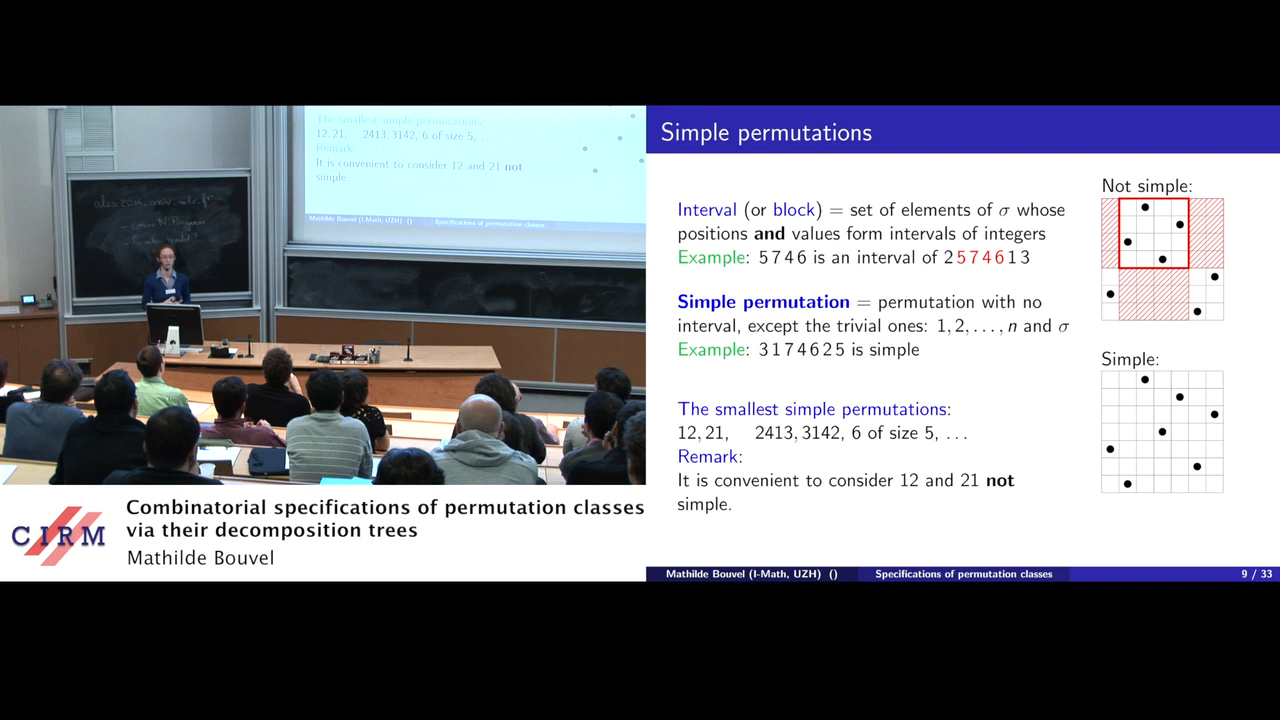 The smallest simple permutations:
12, 21, 2413, 3142, 6 of size 5, ...
Remark:
It is convenient to consider 12 and 21 not
simple.
Mathilde Bouvel (I-Math, UZH) ()
Specifications of permutation classes
CIRM
Combinatorial specifications of permutation classes
via their decomposition trees
Mathilde Bouvel
Simple permutations
Interval (or block) = set of elements of σ whose
positions and values form intervals of integers
Example: 5 7 4 6 is an interval of 2 5 7 4 6 1 3
Simple permutation = permutation with no
interval, except the trivial ones: 1, 2, . . . , n and σ
Example: 3 1 7 4 6 2 5 is simple
The smallest simple permutations:
12, 21, 2413, 3142, 6 of size 5, . . .
Remark:
It is convenient to consider 12 and 21 not
simple.
Not simple:
Simple:
Mathilde Bouvel (I-Math, UZH) ()
Specifications of permutation classes
9 / 33